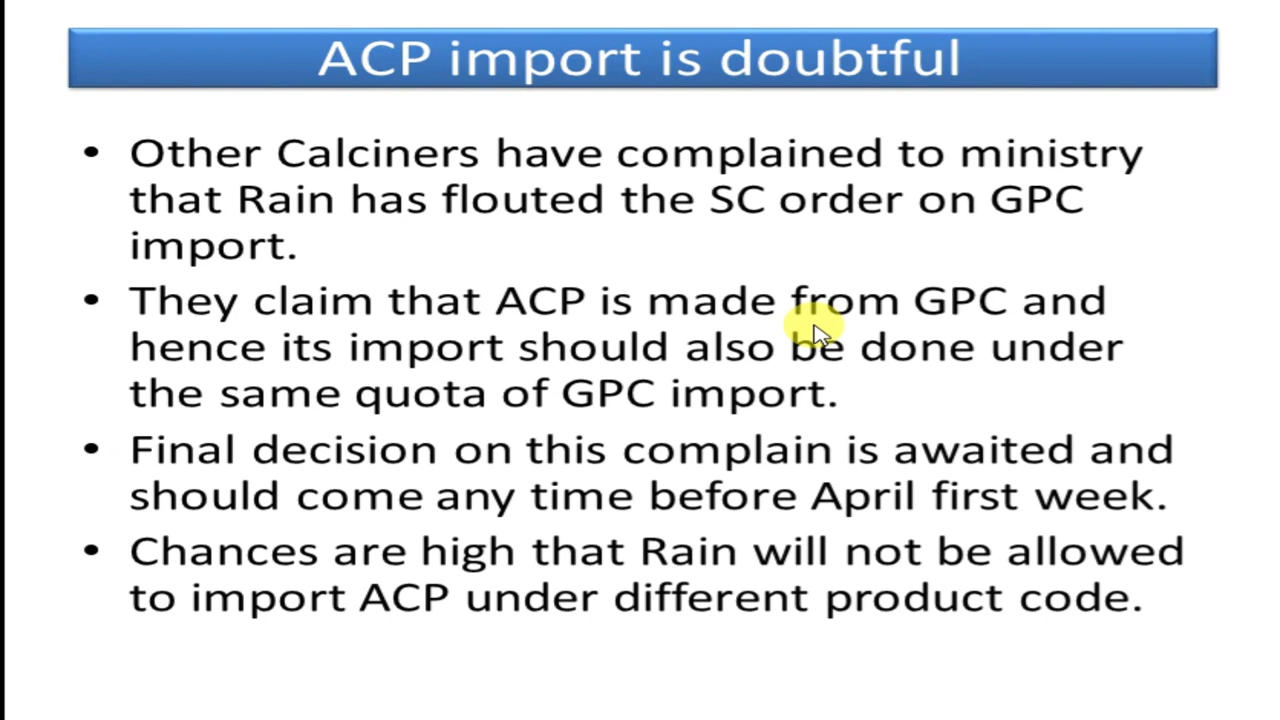 ACP import is doubtful
• Other Calciners have complained to ministry
that Rain has flouted the SC order on GPC
import.
• They claim that ACP is made from GPC and
hence its import should also be done under
the same quota of GPC import.
• Final decision on this complain is awaited and
should come any time before April first week.
• Chances are high that Rain will not be allowed
to import ACP under different product code.